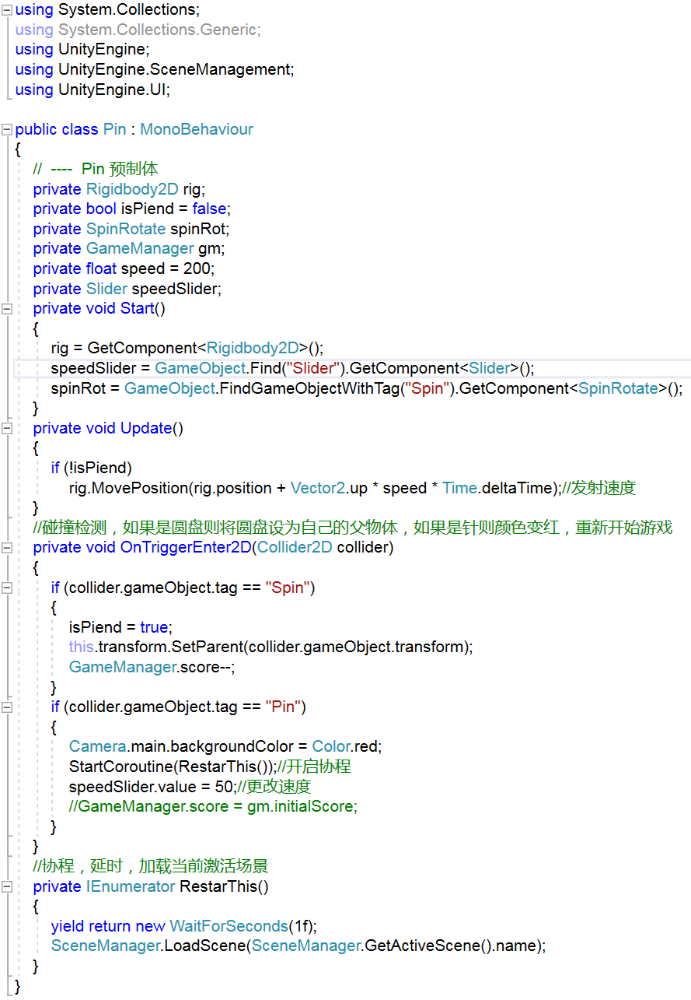 using System.Collections;
using System.Collections.Generic;
using UnityEngine;
using UnityEngine.SceneManagement;
using UnityEngine.UI;

public class Pin : MonoBehaviour
{
    //  ----  Pin 预制体
    private Rigidbody2D rig;
    private bool isPiend = false;
    private SpinRotate spinRot;
    private GameManager gm;
    private float speed = 200;
    private Slider speedSlider;
    private void Start()
    {
        rig = GetComponent<Rigidbody2D>();
        speedSlider = GameObject.Find("Slider").GetComponent<Slider>();
        spinRot = GameObject.FindGameObjectWithTag("Spin").GetComponent<SpinRotate>();
    }
    private void Update()
    {
        if (!isPiend)
            rig.MovePosition(rig.position + Vector2.up * speed * Time.deltaTime);//发射速度
    }
    //碰撞检测，如果是圆盘则将圆盘设为自己的父物体，如果是针则颜色变红，重新开始游戏
    private void OnTriggerEnter2D(Collider2D collider)
    {
        if (collider.gameObject.tag == "Spin")
        {
            isPiend = true;
            this.transform.SetParent(collider.gameObject.transform);
            GameManager.score--;
        }
        if (collider.gameObject.tag == "Pin")
        {
            Camera.main.backgroundColor = Color.red;
            StartCoroutine(RestarThis());//开启协程
            speedSlider.value = 50;//更改速度
            //GameManager.score = gm.initialScore;
        }
    }
    //协程，延时，加载当前激活场景
    private IEnumerator RestarThis()
    {
        yield return new WaitForSeconds(1f);
        SceneManager.LoadScene(SceneManager.GetActiveScene().name);
    }
}